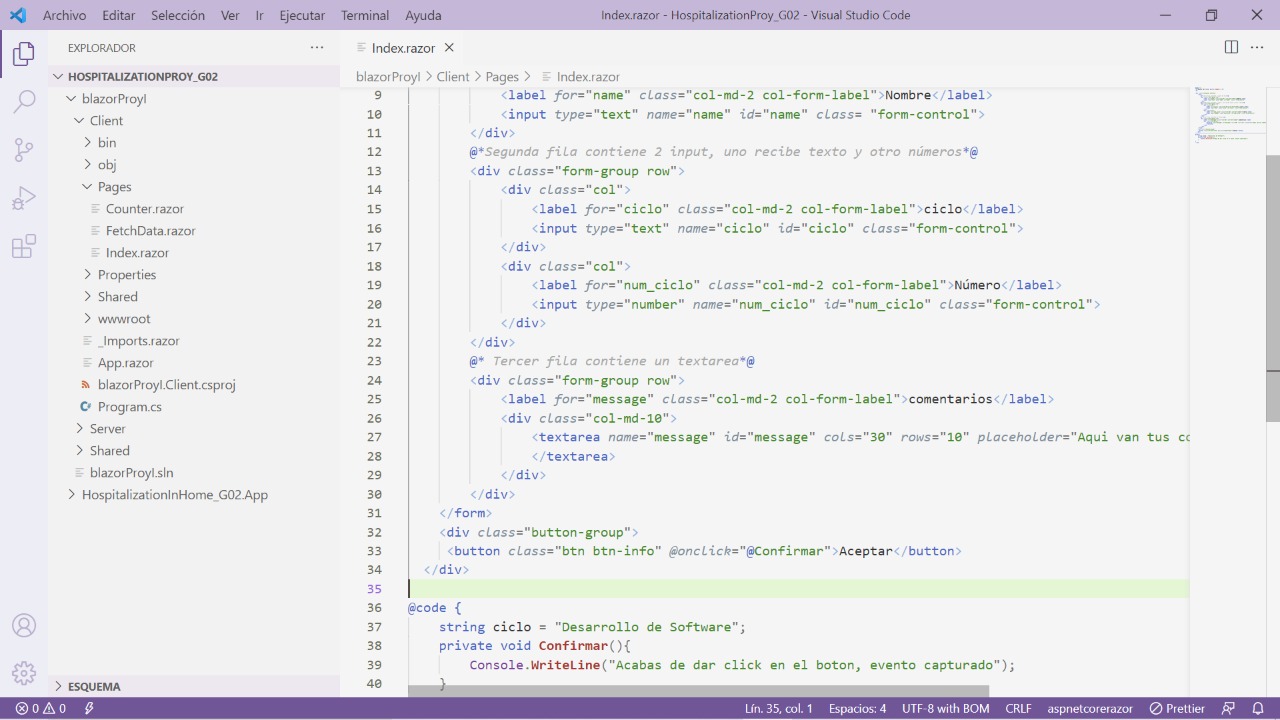 Archivo Editar Selección Ver Ir Ejecutar Terminal Ayuda
Index.razor - HospitalizationProy_G02 - Visual Studio Code
EXPLORADOR
HOSPITALIZATIONPROY_G02
blazorProyI
Client
bin
obj
Pages
Counter.razor
FetchData.razor
Index.razor
Properties
Shared
wwwroot
_Imports.razor
App.razor
blazorProyI.Client.csproj
Program.cs
Server
Shared
blazorProyI.sln
HospitalizationInHome_G02.App
ESQUEMA
Index.razor
blazorProyI > Client > Pages > Index.razor
9 <label for="name" class="col-md-2 col-form-label">Nombre</label>
10 <input type="text" name="name" id="name" class= "form-control">
11 </div>
12 @*Segunda fila contiene 2 input, uno recibe texto y otro números*@
13 <div class="form-group row">
14 <div class="col">
15 <label for="ciclo" class="col-md-2 col-form-label">ciclo</label>
16 <input type="text" name="ciclo" id="ciclo" class="form-control">
17 </div>
18 <div class="col">
19 <label for="num_ciclo" class="col-md-2 col-form-label">Número</label>
20 <input type="number" name="num_ciclo" id="num_ciclo" class="form-control">
21 </div>
22 </div>
23 @* Tercer fila contiene un textarea*@
24 <div class="form-group row">
25 <label for="message" class="col-md-2 col-form-label">comentarios</label>
26 <div class="col-md-10">
27 <textarea name="message" id="message" cols="30" rows="10" placeholder="Aqui van tus co
28 </textarea>
29 </div>
30 </div>
31 </form>
32 <div class="button-group">
33 <button class="btn btn-info" @onclick="@Confirmar">Aceptar</button>
34 </div>
35
36 @code {
37 string ciclo = "Desarrollo de Software";
38 private void Confirmar(){
39 Console.WriteLine("Acabas de dar click en el boton, evento capturado");
40 }
0 0
Lín. 35, col. 1 Espacios: 4 UTF-8 with BOM CRLF aspnetcorerazor Prettier